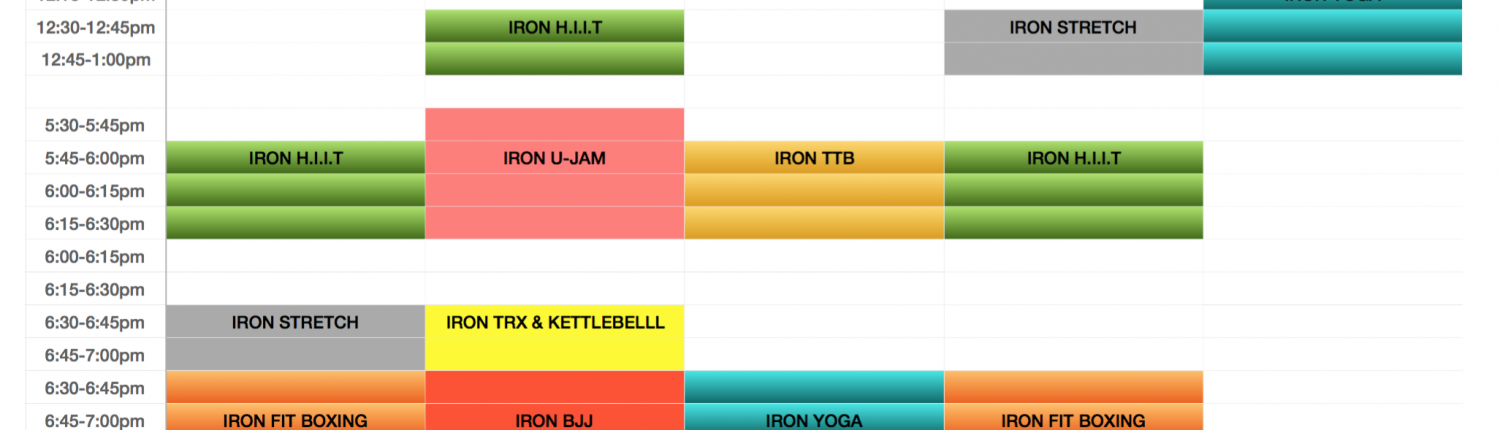 12:30-12:45pm IRON H.I.I.T IRON STRETCH
12:45-1:00pm
5:30-5:45pm
5:45-6:00pm IRON H.I.I.T IRON U-JAM IRON TTB IRON H.I.I.T
6:00-6:15pm
6:15-6:30pm
6:00-6:15pm
6:15-6:30pm
6:30-6:45pm IRON STRETCH IRON TRX & KETTLEBELLL
6:45-7:00pm
6:30-6:45pm
6:45-7:00pm IRON FIT BOXING IRON BJJ IRON YOGA IRON FIT BOXING